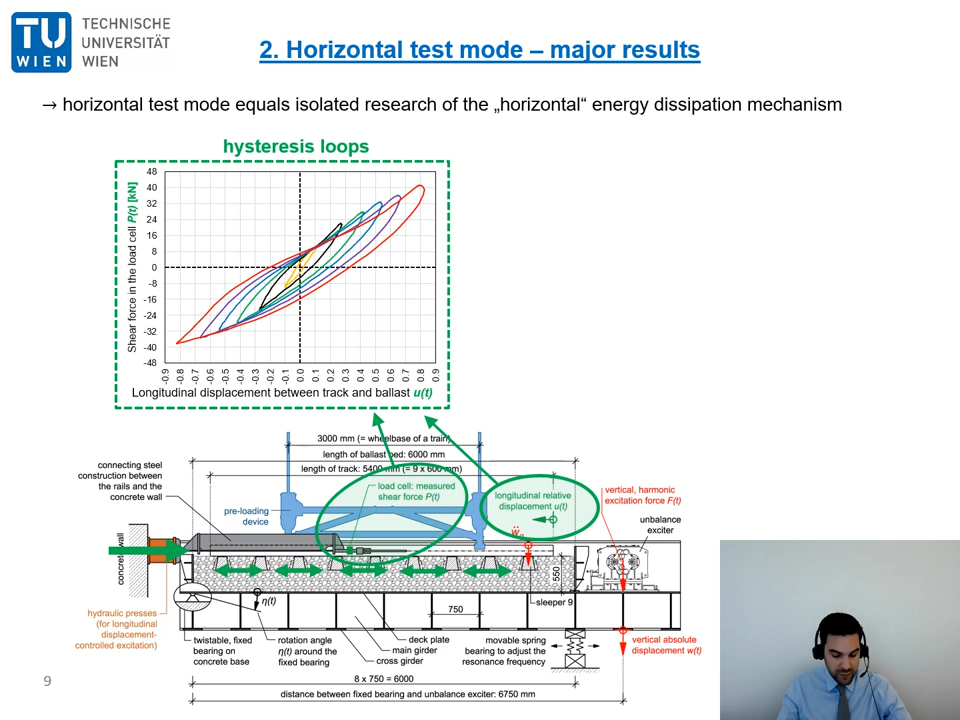 TU
WIEN
TECHNISCHE
UNIVERSITÄT
WIEN
2. Horizontal test mode – major results
→ horizontal test mode equals isolated research of the „horizontal“ energy dissipation mechanism
hysteresis loops
Shear force in the load cell P(t) [kN]
48
40
32
24
16
8
0
-8
-16
-24
-32
-40
-48
-0.9 -0.8 -0.7 -0.6 -0.5 -0.4 -0.3 -0.2 -0.1 0.0 0.1 0.2 0.3 0.4 0.5 0.6 0.7 0.8 0.9
Longitudinal displacement between track and ballast u(t)
3000 mm (= wheelbase of a train)
length of ballast bed: 6000 mm
length of track: 5400 mm (= 9 x 600 mm)
connecting steel
construction between
the rails and the
concrete wall
load cell: measured
shear force P(t)
longitudinal relative
displacement u(t)
vertical, harmonic
excitation force F(t)
pre-loading
device
unbalance
exciter
concrete wall
550
η(t)
750
sleeper 9
hydraulic presses
(for longitudinal
displacement-
controlled excitation)
twistable, fixed
bearing on
concrete base
rotation angle
η(t) around the
fixed bearing
deck plate
main girder
cross girder
movable spring
bearing to adjust the
resonance frequency
vertical absolute
displacement w(t)
8 x 750 = 6000
distance between fixed bearing and unbalance exciter: 6750 mm
9